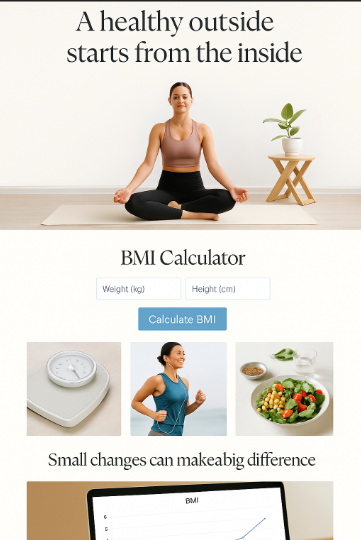 A healthy outside
starts from the inside
BMI Calculator
Weight (kg) Height (cm)
Calculate BMI
Small changes can makeabig difference
BMI